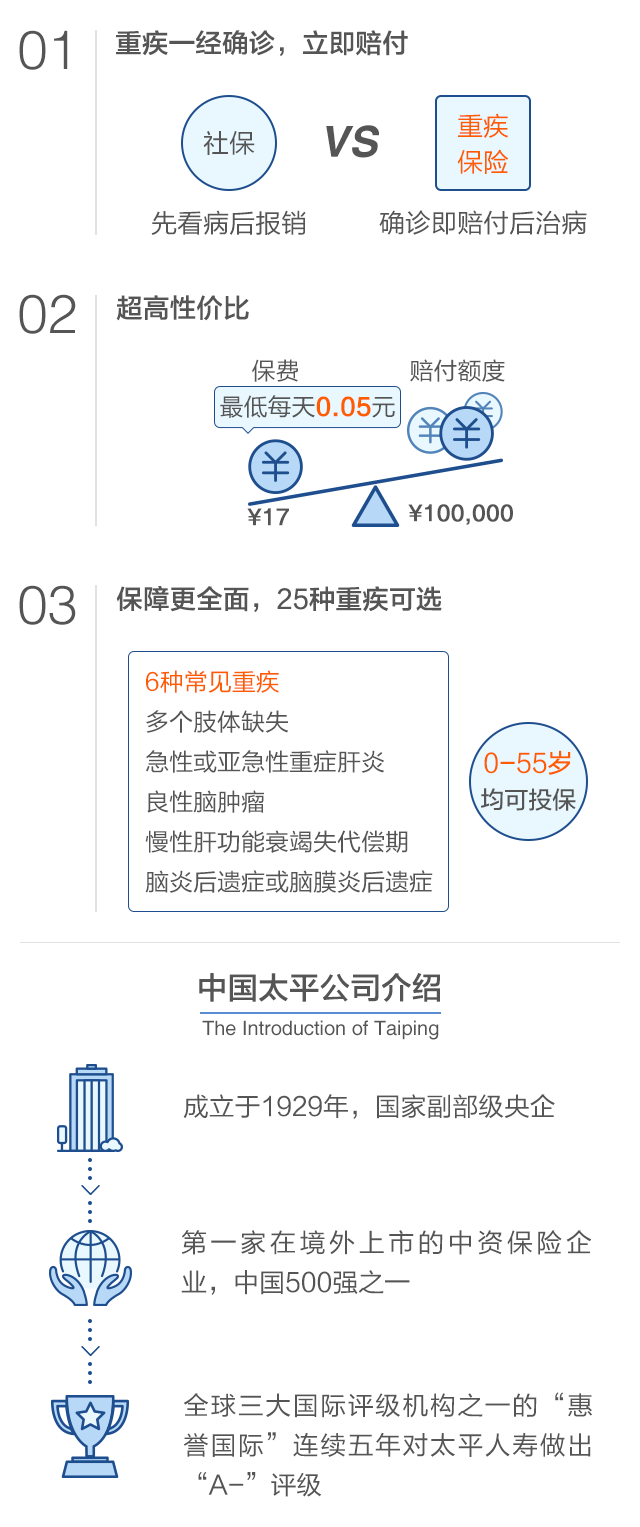 01
重疾一经确诊，立即赔付
社保
VS
重疾
保险
先看病后报销
确诊即赔付后治病
02
超高性价比
保费
赔付额度
最低每天0.05元
¥17
¥100,000
03
保障更全面，25种重疾可选
6种常见重疾
多个肢体缺失
急性或亚急性重症肝炎
良性脑肿瘤
慢性肝功能衰竭失代偿期
脑炎后遗症或脑膜炎后遗症
0-55岁
均可投保
中国太平公司介绍
The Introduction of Taiping
成立于1929年，国家副部级央企
第一家在境外上市的中资保险企
业，中国500强之一
全球三大国际评级机构之一的“惠
誉国际”连续五年对太平人寿做出
“A-”评级